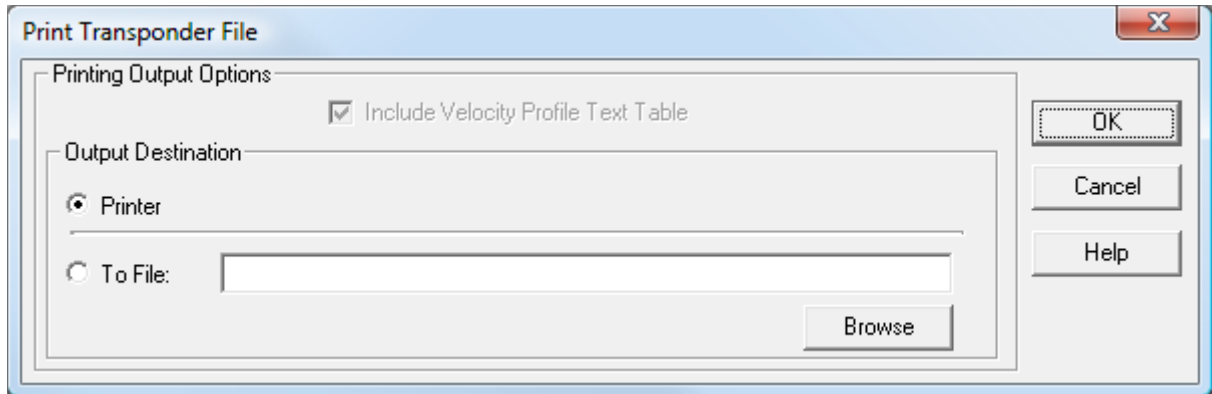 Print Transponder File
Printing Output Options
Include Velocity Profile Text Table
Output Destination
Printer
To File:
Browse
OK
Cancel
Help